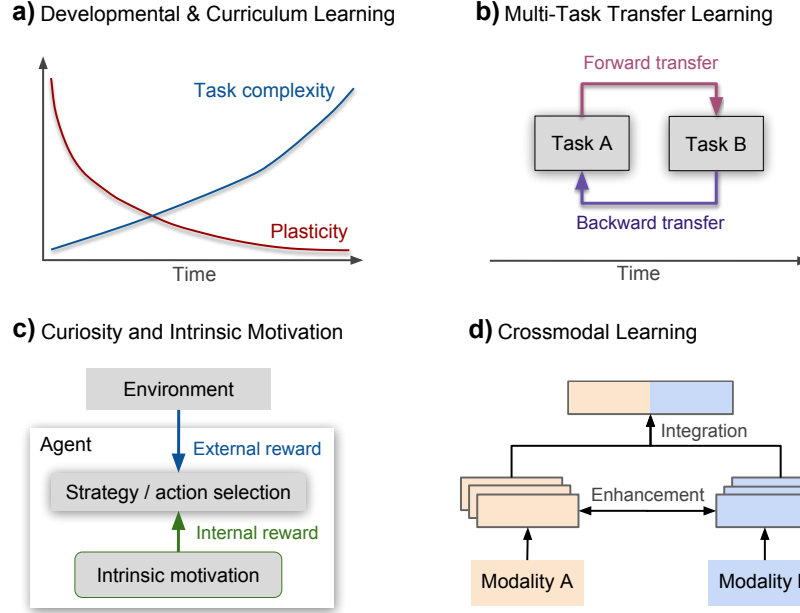 a) Developmental & Curriculum Learning
Task complexity
Plasticity
Time
b) Multi-Task Transfer Learning
Forward transfer
Task A
Task B
Backward transfer
Time
c) Curiosity and Intrinsic Motivation
Environment
Agent
External reward
Strategy / action selection
Internal reward
Intrinsic motivation
d) Crossmodal Learning
Integration
Enhancement
Modality A
Modality